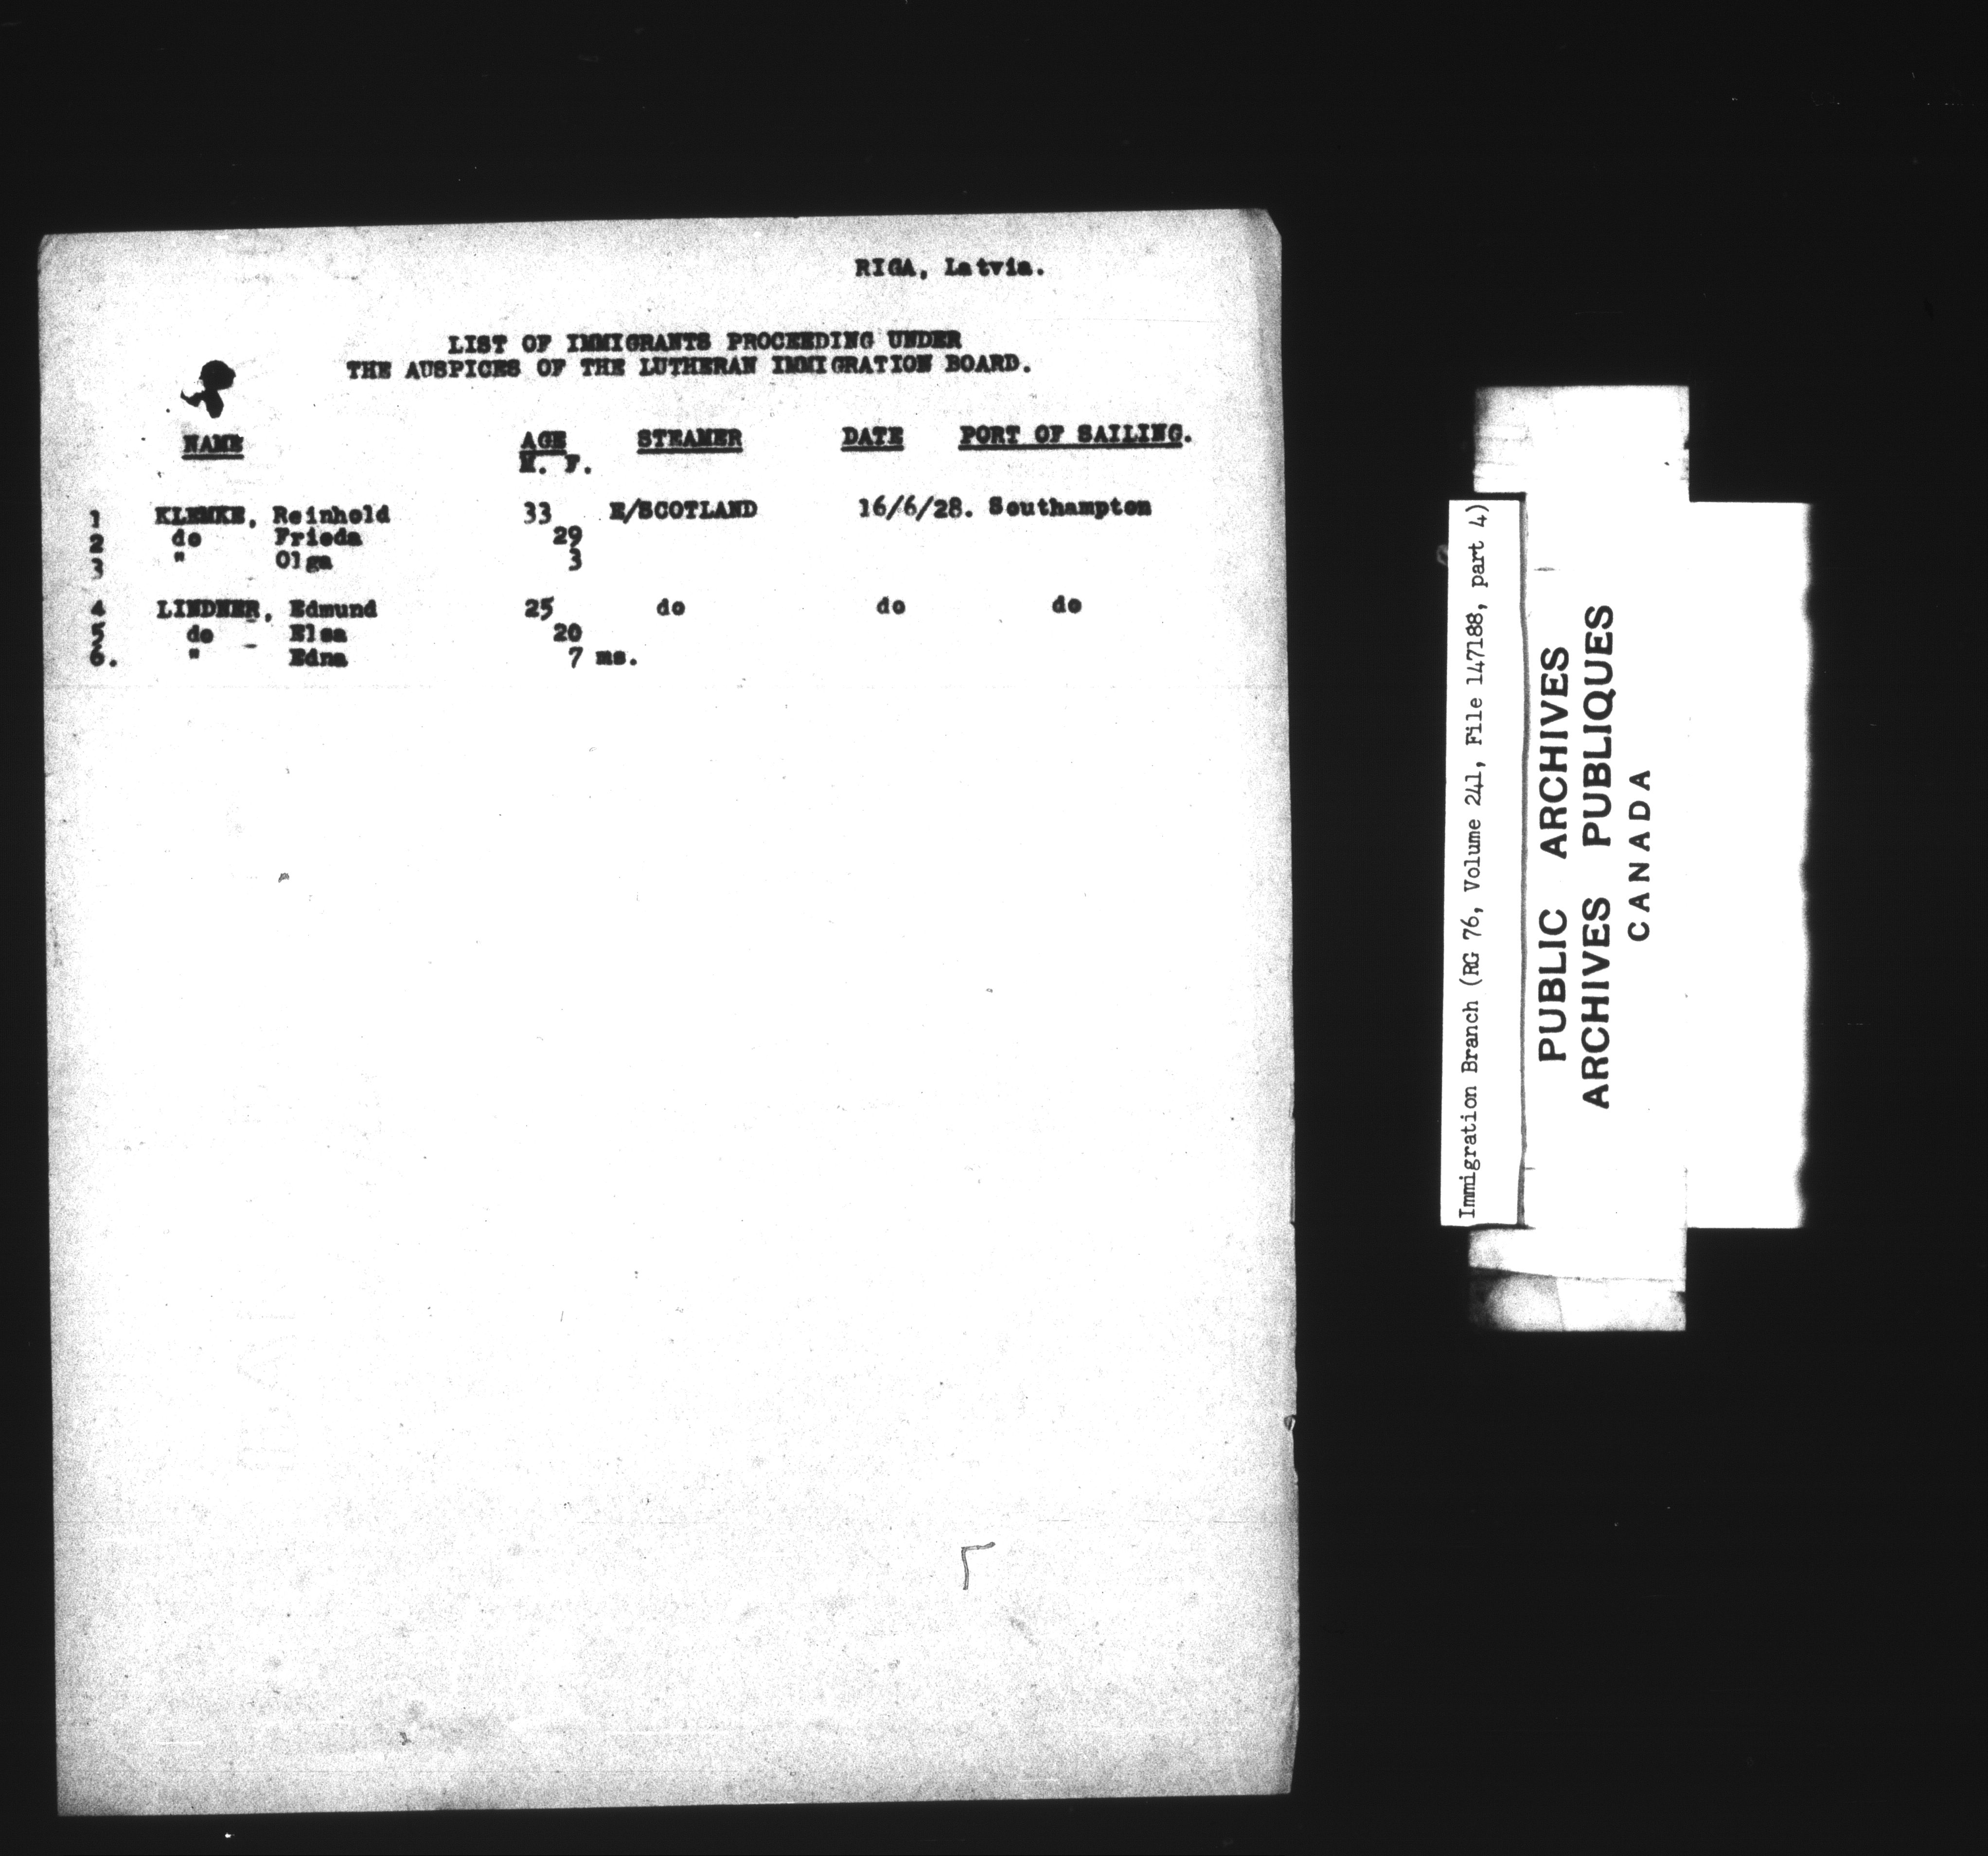 RIGA, Latvia.
LIST OF IMMIGRANTS PROCEEDING UNDER
THE AUSPICES OF THE LUTHERAN IMMIGRATION BOARD.
NAME AGE STEAMER DATE PORT OF SAILING.
M. F.
1 KLEMKE, Reinhold 33 E/SCOTLAND 16/6/28. Southampton
2 do Frieda 29
3 " Olga 3
4 LINDNER, Edmund 25 do do do
5 do - Elsa 20
6. " Edna 7 ms.
Immigration Branch (RG 76, Volume 241, File 147188, part 4)
PUBLIC ARCHIVES
ARCHIVES PUBLIQUES
CANADA